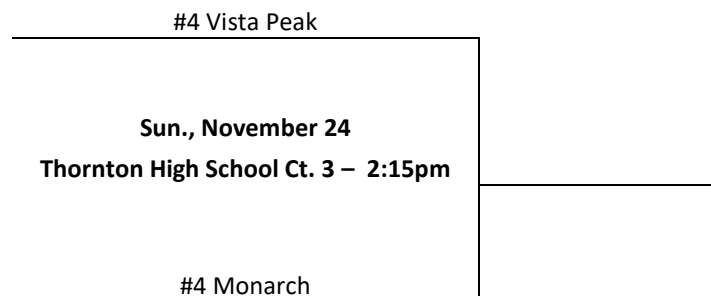 #4 Vista Peak
Sun., November 24
Thornton High School Ct. 3 – 2:15pm
#4 Monarch